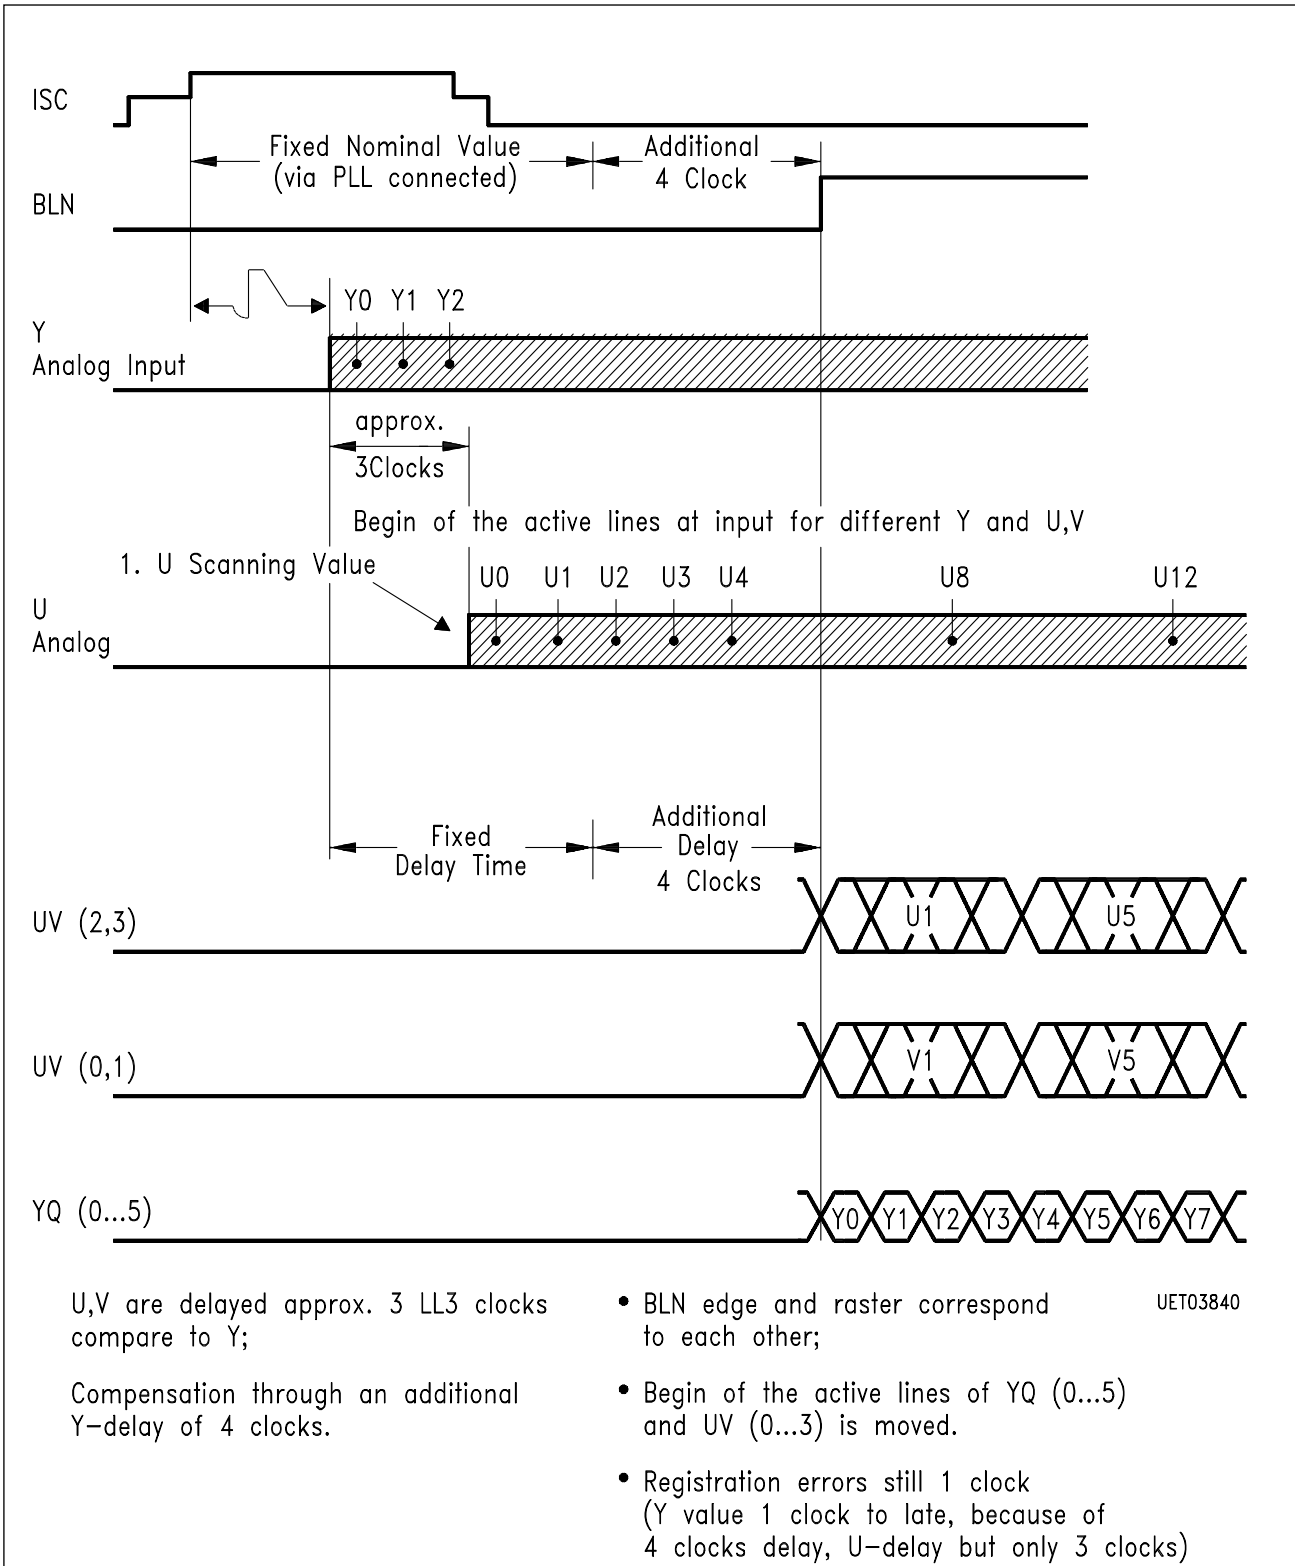 ISC
Fixed Nominal Value
(via PLL connected)
Additional
4 Clock
BLN
Y0 Y1 Y2
Y
Analog Input
approx.
3Clocks
Begin of the active lines at input for different Y and U,V
1. U Scanning Value
U0 U1 U2 U3 U4 U8 U12
U
Analog
Fixed
Delay Time
Additional
Delay
4 Clocks
UV (2,3)
U1 U5
UV (0,1)
V1 V5
YQ (0...5)
Y0 Y1 Y2 Y3 Y4 Y5 Y6 Y7
U,V are delayed approx. 3 LL3 clocks
compare to Y;
Compensation through an additional
Y-delay of 4 clocks.
• BLN edge and raster correspond
to each other;
UET03840
• Begin of the active lines of YQ (0...5)
and UV (0...3) is moved.
• Registration errors still 1 clock
(Y value 1 clock to late, because of
4 clocks delay, U-delay but only 3 clocks)